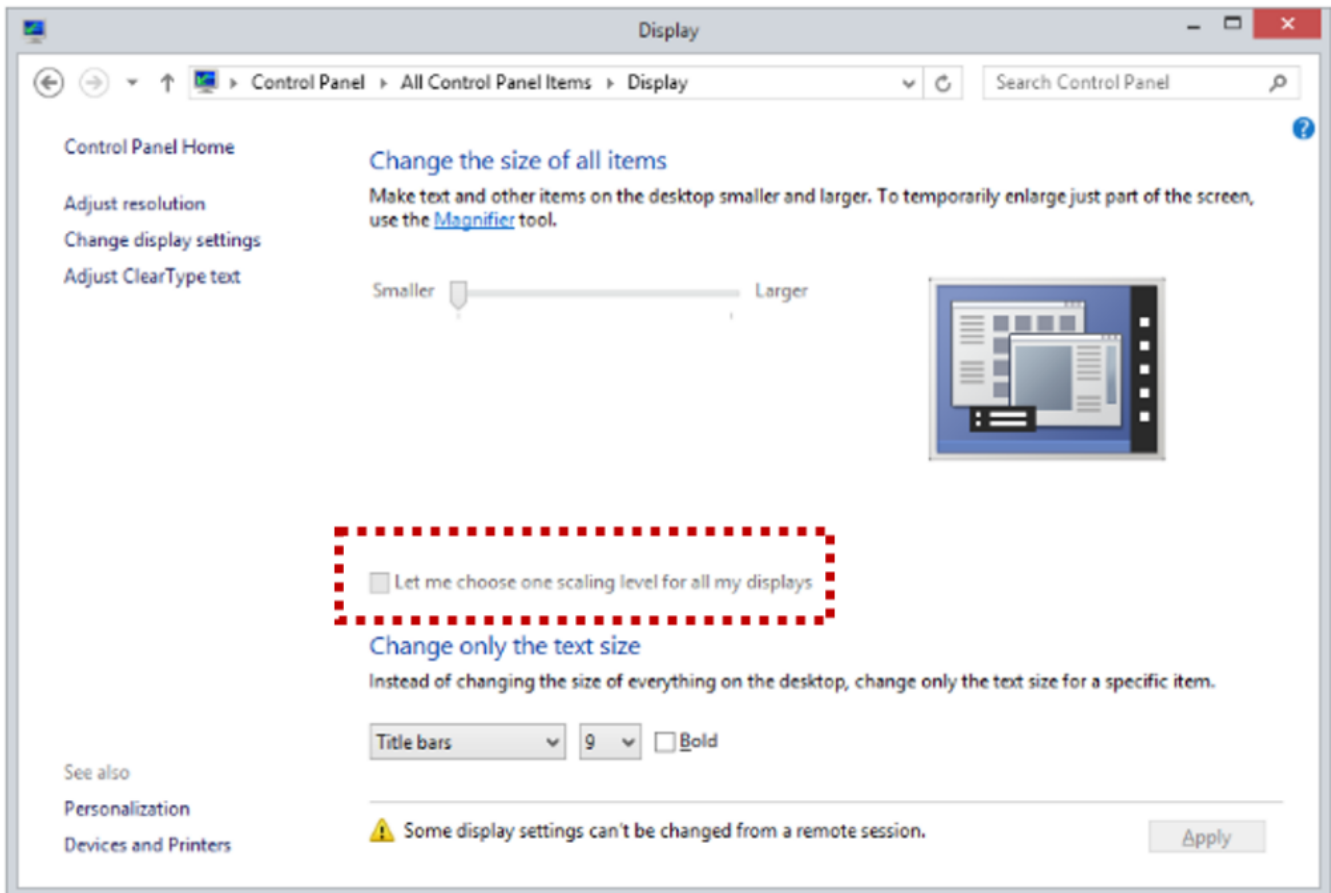 Display
Control Panel All Control Panel Items Display
Search Control Panel
Control Panel Home
Adjust resolution
Change display settings
Adjust ClearType text
Change the size of all items
Make text and other items on the desktop smaller and larger. To temporarily enlarge just part of the screen,
use the Magnifier tool.
Smaller Larger
Let me choose one scaling level for all my displays
Change only the text size
Instead of changing the size of everything on the desktop, change only the text size for a specific item.
Title bars 9 Bold
See also
Personalization
Devices and Printers
Some display settings can't be changed from a remote session.
Apply